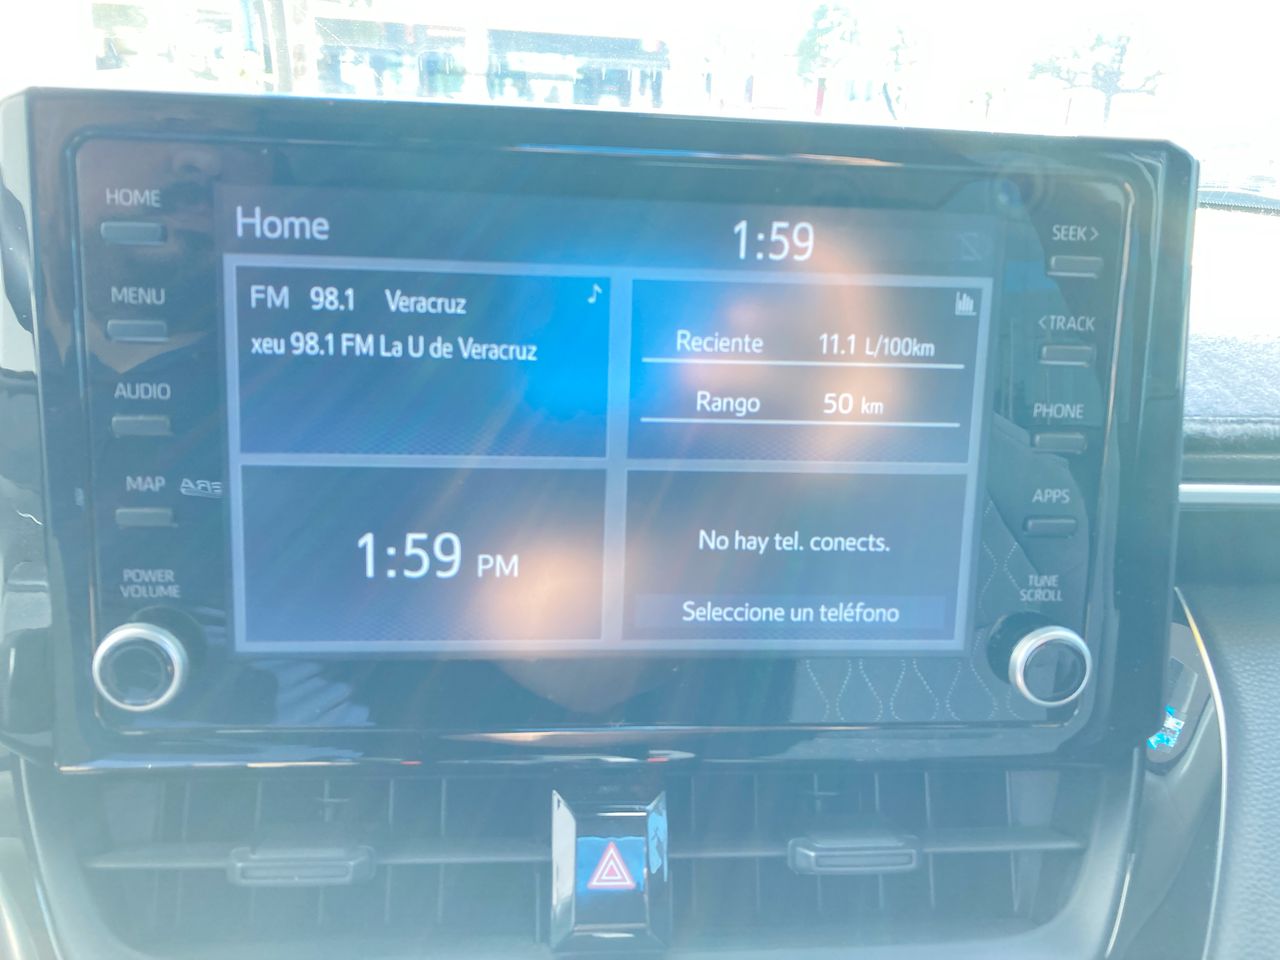 HOME
MENU
AUDIO
MAP
POWER
VOLUME
Home
1:59
FM 98.1 Veracruz
xeu 98.1 FM La U de Veracruz
Reciente 11.1 L/100km
Rango 50 km
1:59 PM
No hay tel. conects.
Seleccione un teléfono
SEEK >
< TRACK
PHONE
APPS
TUNE
SCROLL